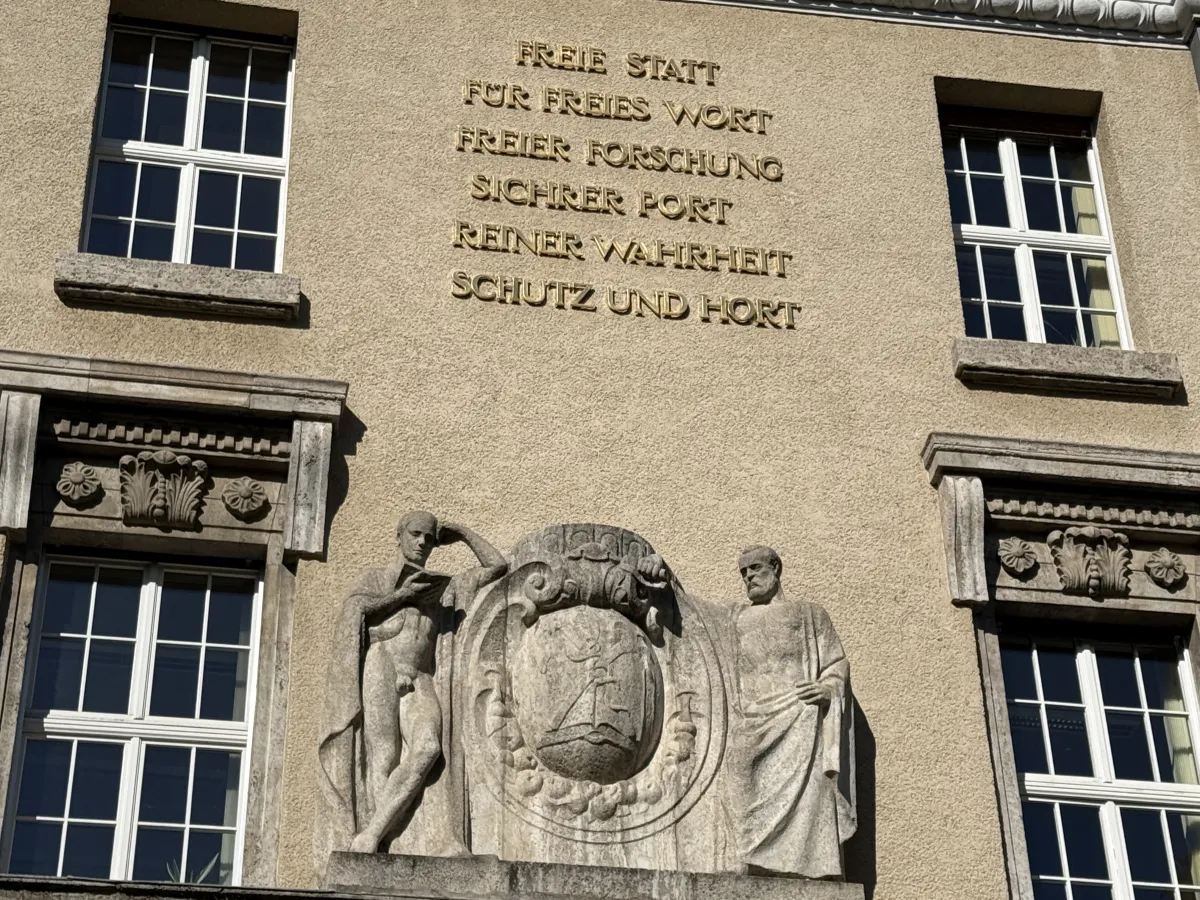 FREIE STATT
FÜR FREIES WORT
FREIER FORSCHUNG
SICHRER PORT
REINER WAHRHEIT
SCHUTZ UND HORT